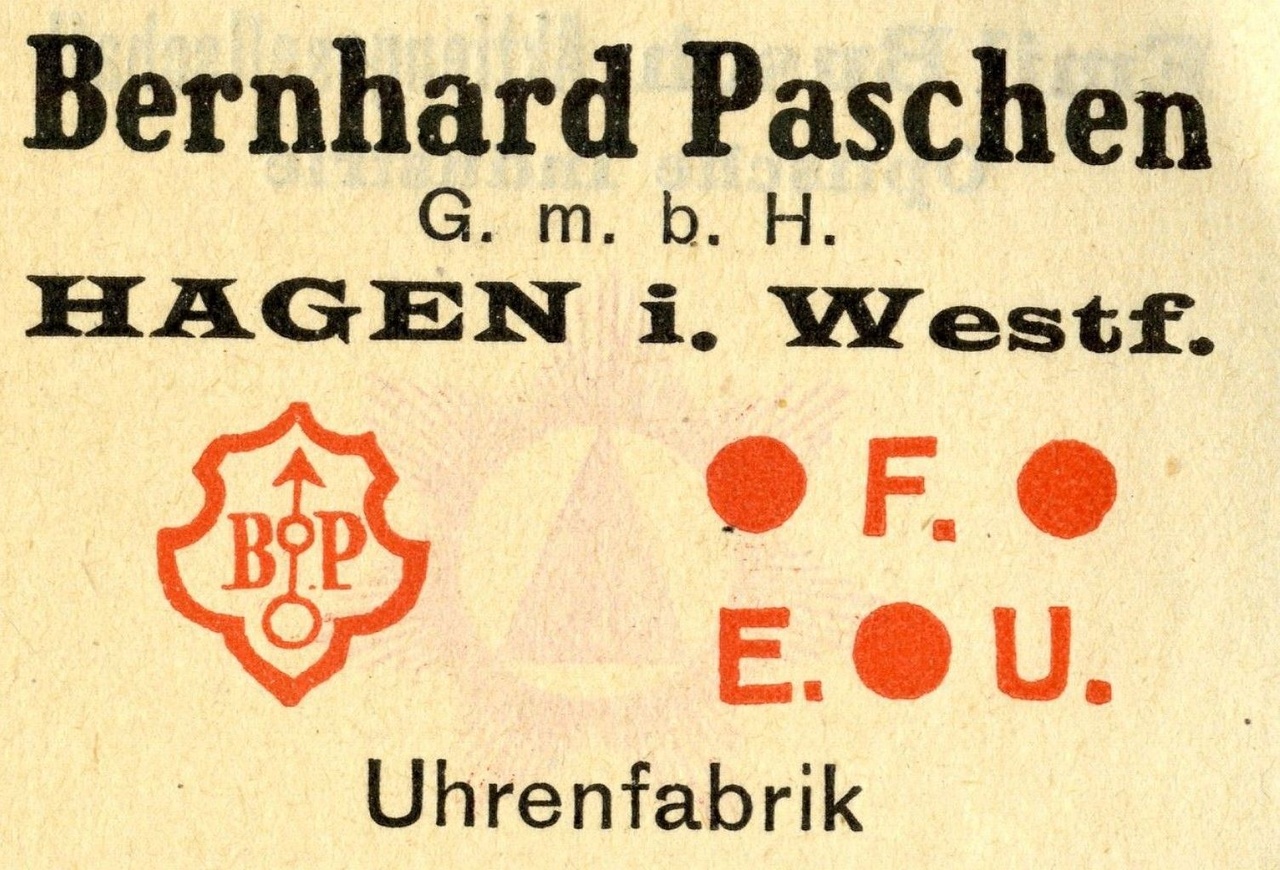 Bernhard Paschen
G. m. b. H.
HAGEN i. Westf.
B P
F.
E. U.
Uhrenfabrik